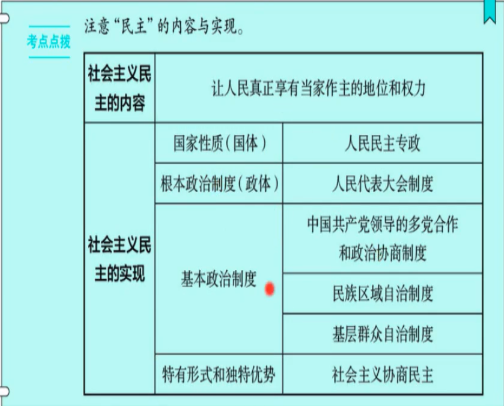 考点点拨
注意“民主”的内容与实现。
社会主义民
主的内容
让人民真正享有当家作主的地位和权力
社会主义民
主的实现
国家性质(国体)
人民民主专政
根本政治制度(政体)
人民代表大会制度
基本政治制度
中国共产党领导的多党合作
和政治协商制度
民族区域自治制度
基层群众自治制度
特有形式和独特优势
社会主义协商民主